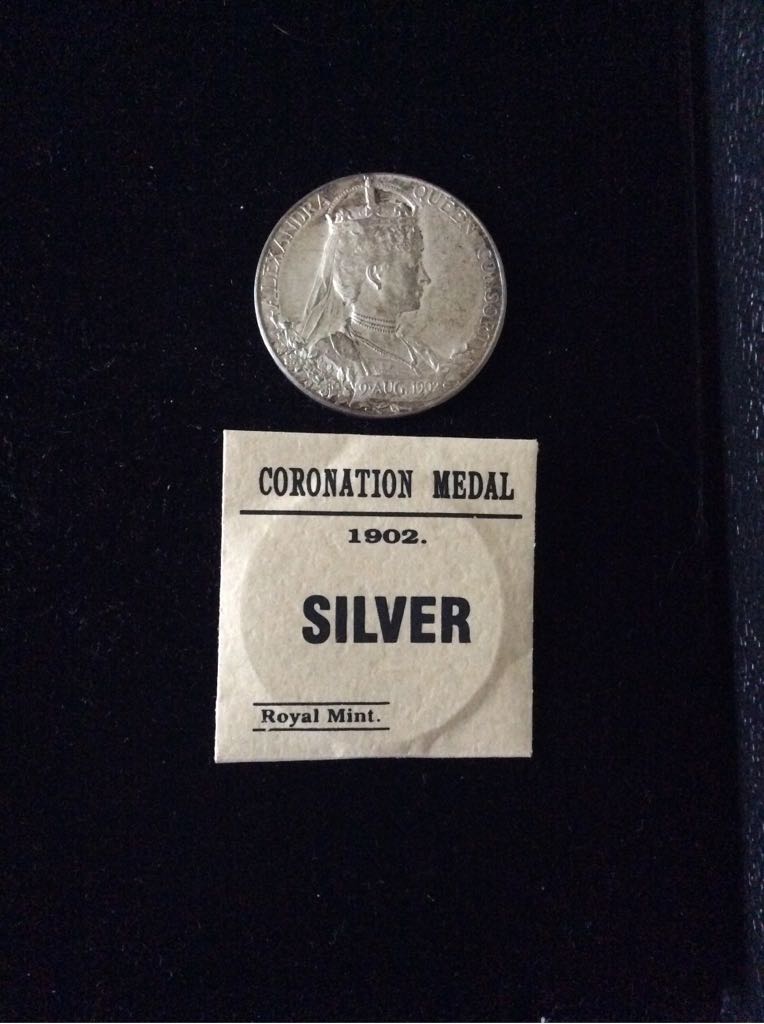 ALEXANDRA QUEEN CONSORT
9 AUG. 1902
CORONATION MEDAL
1902.
SILVER
Royal Mint.